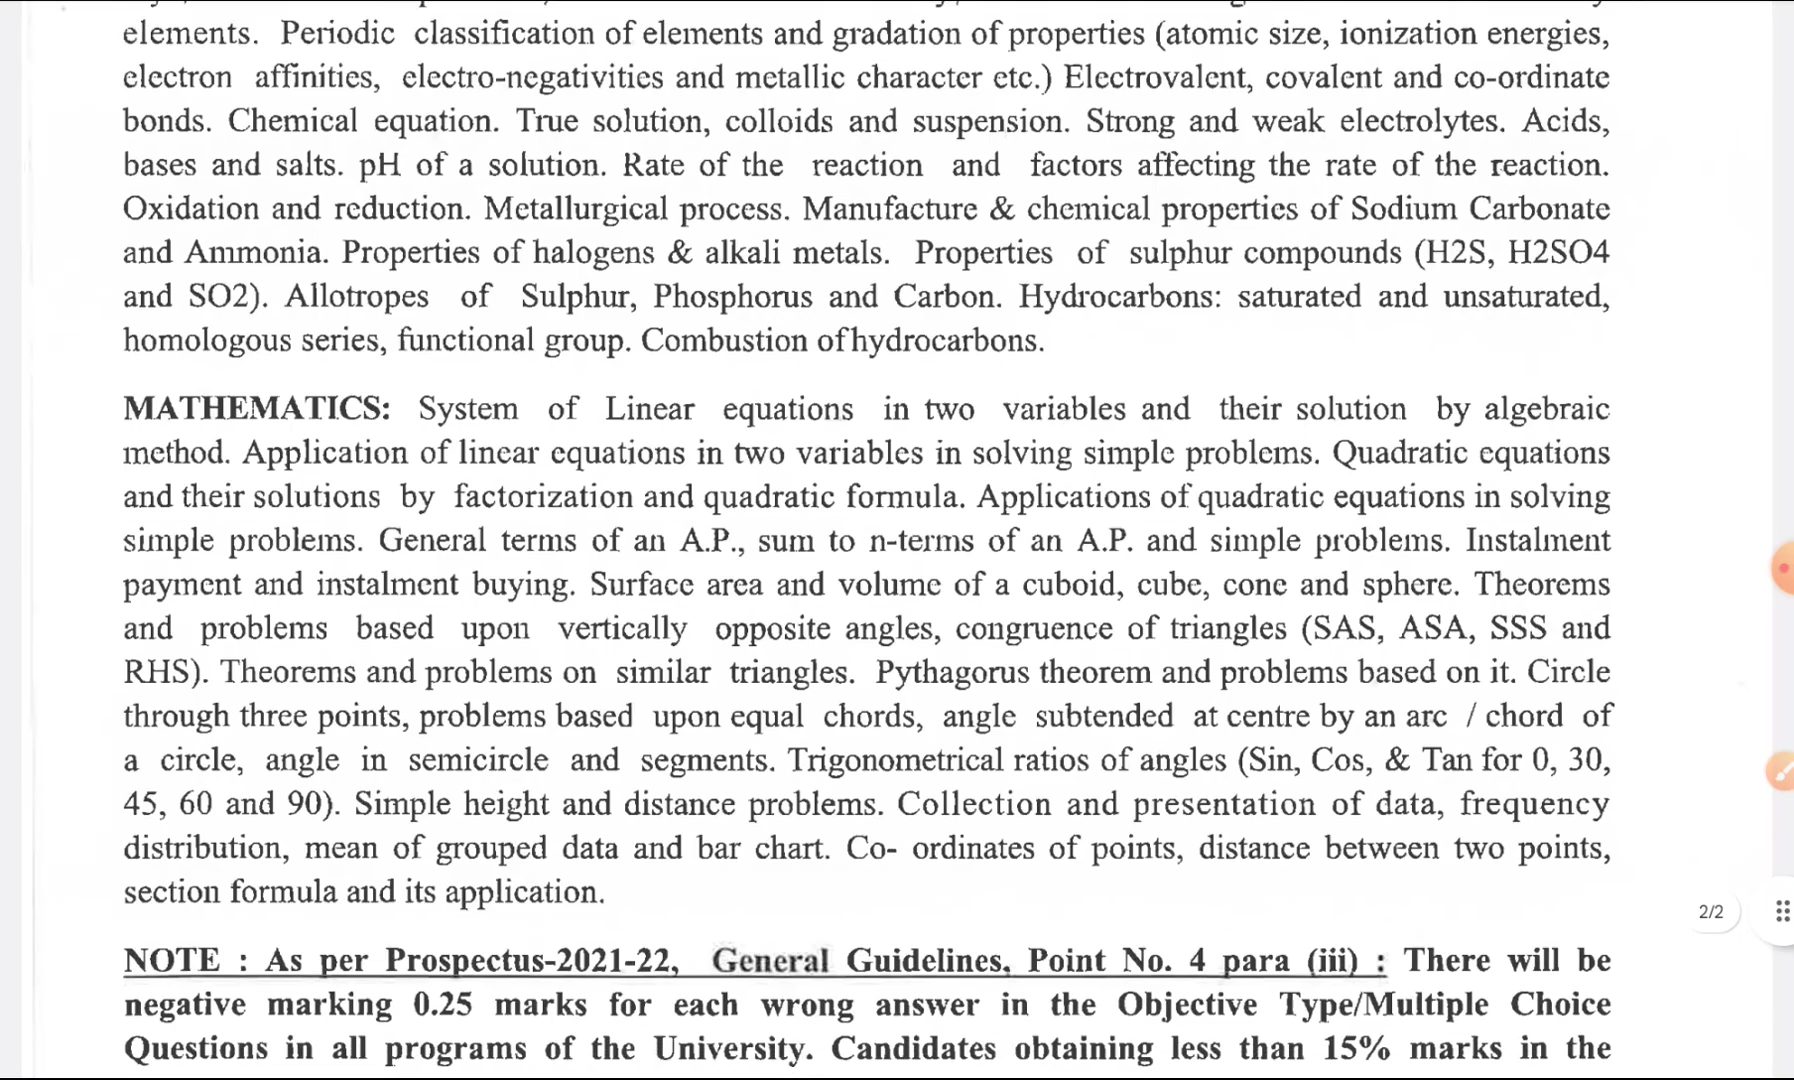 elements. Periodic classification of elements and gradation of properties (atomic size, ionization energies,
electron affinities, electro-negativities and metallic character etc.) Electrovalent, covalent and co-ordinate
bonds. Chemical equation. True solution, colloids and suspension. Strong and weak electrolytes. Acids,
bases and salts. pH of a solution. Rate of the reaction and factors affecting the rate of the reaction.
Oxidation and reduction. Metallurgical process. Manufacture & chemical properties of Sodium Carbonate
and Ammonia. Properties of halogens & alkali metals. Properties of sulphur compounds (H2S, H2SO4
and SO2). Allotropes of Sulphur, Phosphorus and Carbon. Hydrocarbons: saturated and unsaturated,
homologous series, functional group. Combustion ofhydrocarbons.
MATHEMATICS: System of Linear equations in two variables and their solution by algebraic
method. Application of linear equations in two variables in solving simple problems. Quadratic equations
and their solutions by factorization and quadratic formula. Applications of quadratic equations in solving
simple problems. General terms of an A.P., sum to n-terms of an A.P. and simple problems. Instalment
payment and instalment buying. Surface area and volume of a cuboid, cube, cone and sphere. Theorems
and problems based upon vertically opposite angles, congruence of triangles (SAS, ASA, SSS and
RHS). Theorems and problems on similar triangles. Pythagorus theorem and problems based on it. Circle
through three points, problems based upon equal chords, angle subtended at centre by an arc / chord of
a circle, angle in semicircle and segments. Trigonometrical ratios of angles (Sin, Cos, & Tan for 0, 30,
45, 60 and 90). Simple height and distance problems. Collection and presentation of data, frequency
distribution, mean of grouped data and bar chart. Co- ordinates of points, distance between two points,
section formula and its application.
2/2
NOTE : As per Prospectus-2021-22, General Guidelines, Point No. 4 para (iii) : There will be
negative marking 0.25 marks for each wrong answer in the Objective Type/Multiple Choice
Questions in all programs of the University. Candidates obtaining less than 15% marks in the